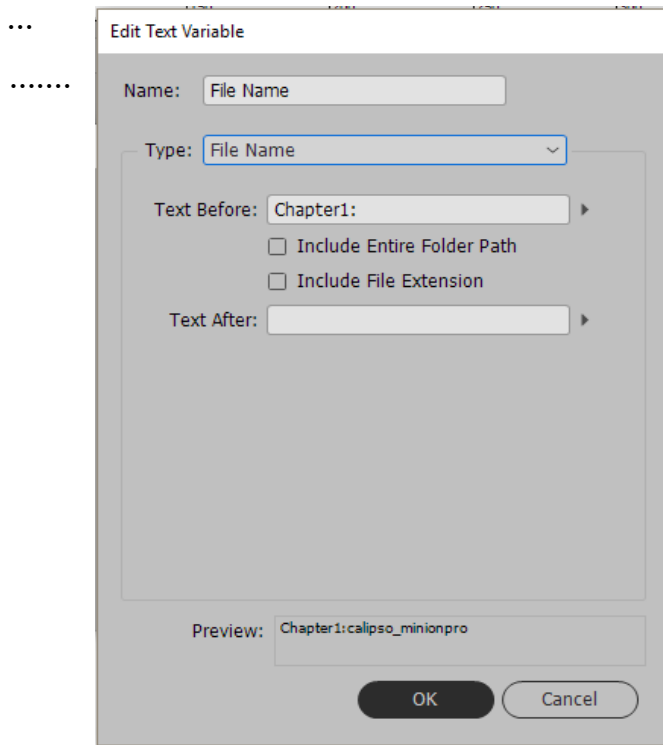 ...
Edit Text Variable
.......
Name: File Name
Type: File Name
Text Before: Chapter1:
Include Entire Folder Path
Include File Extension
Text After:
Preview: Chapter1:calipso_minionpro
OK Cancel